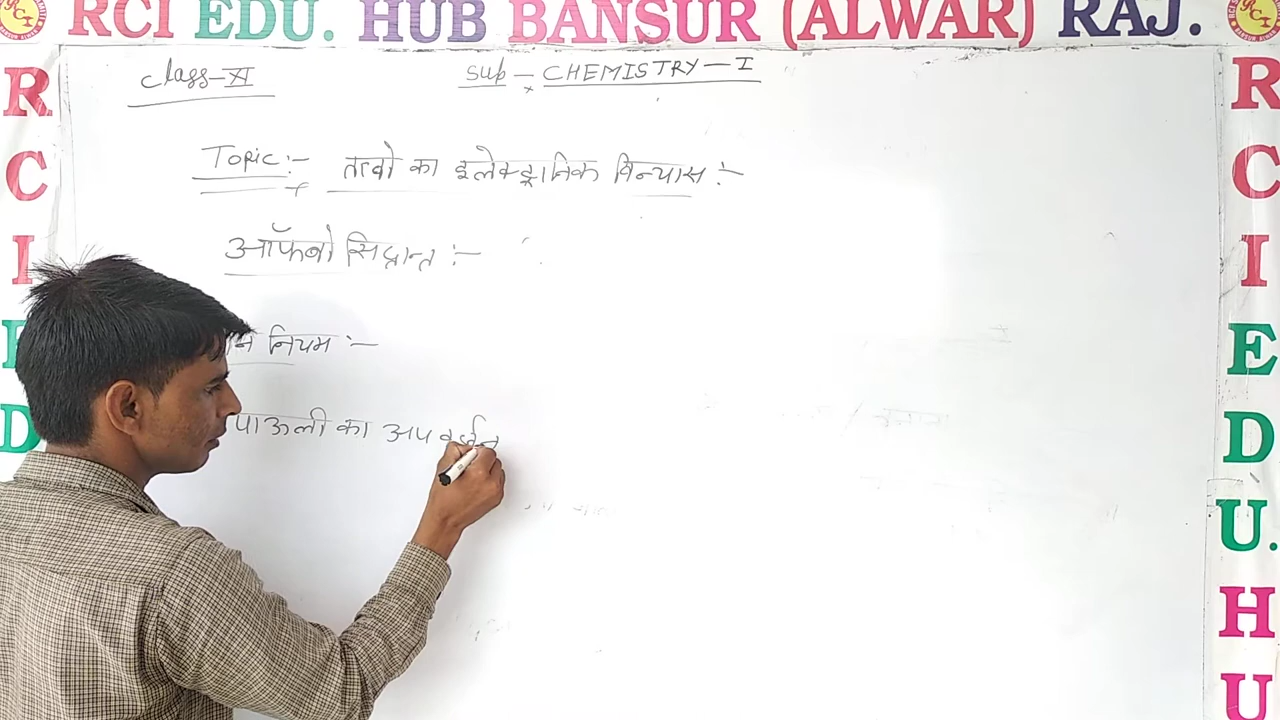 RCI EDU. HUB BANSUR (ALWAR) RAJ.
Class-XI
Sub - CHEMISTRY-I
Topic:- तत्वो का इलेक्ट्रानिक विन्यास :-
ऑफबो सिद्वान्त :-
नियम :-
पाऊली का अपवर्जन
R
C
I
E
D
R
C
I
E
D
U.
H
U